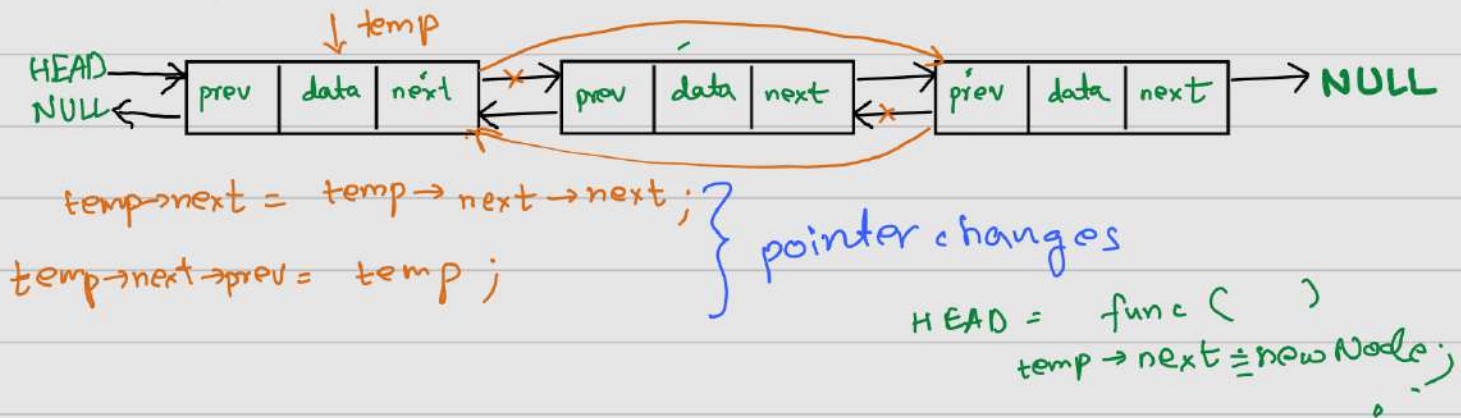 ↓ temp
HEAD → prev | data | next → prev | data | next → prev | data | next → NULL
NULL ←
temp→next = temp→next→next;
temp→next→prev = temp;
} pointer changes
HEAD = func ( )
temp → next = newNode;